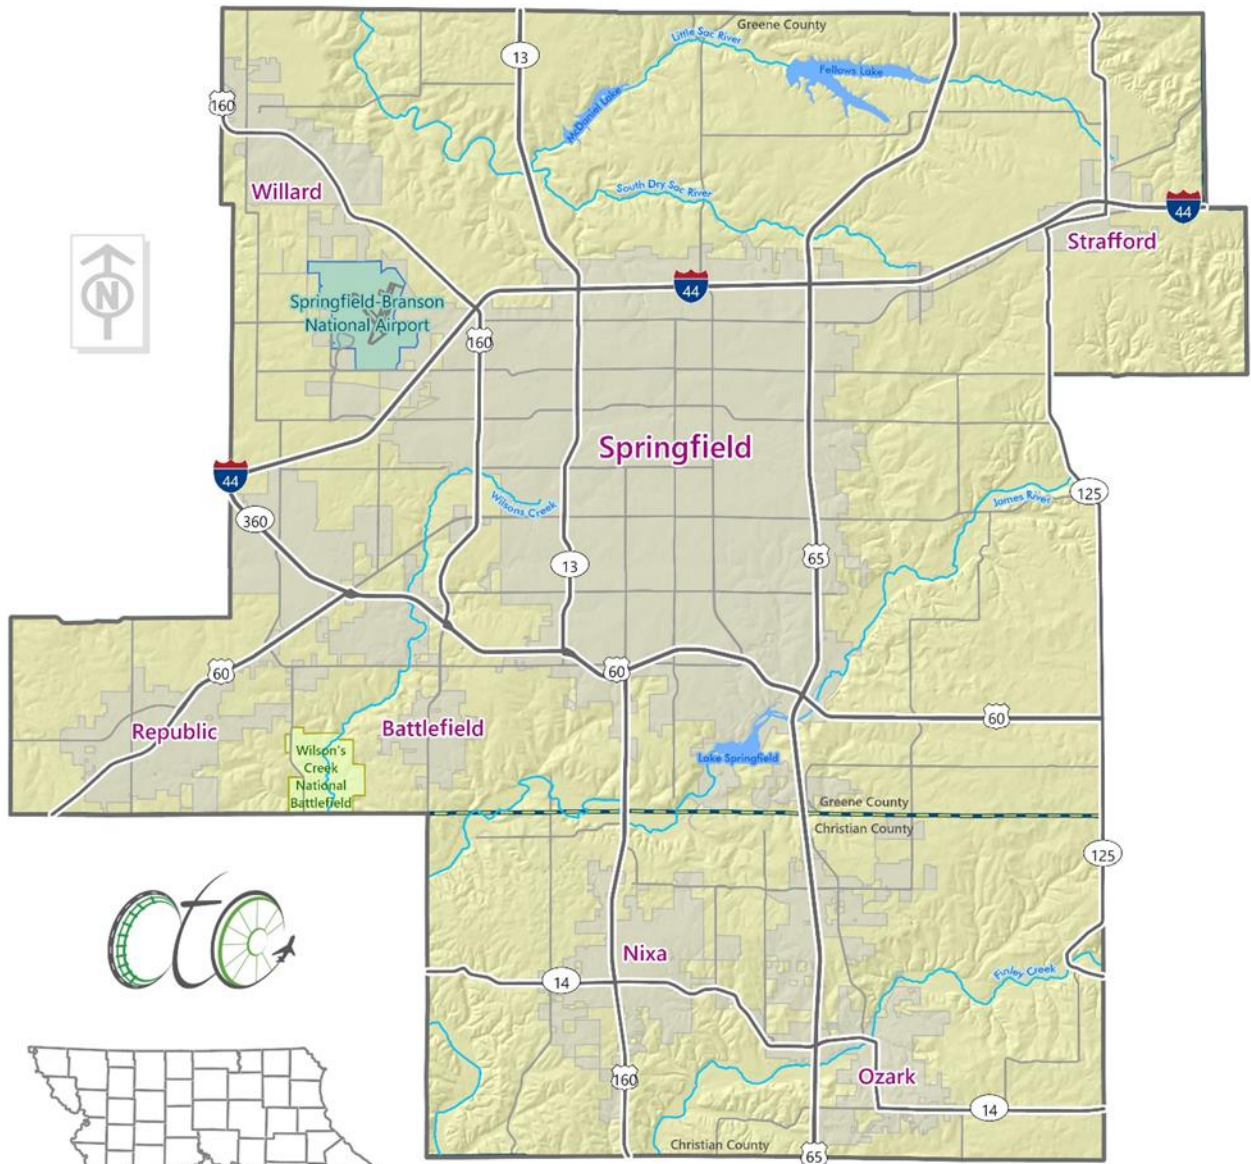 Greene County
Little Sac River
13
Fellows Lake
160
McDaniel Lake
Willard
South Dry Sac River
44
Strafford
N
Springfield-Branson
National Airport
44
160
Springfield
44
Wilsons Creek
James River
125
360
13
65
60
60
60
Republic
Battlefield
Wilson's
Creek
National
Battlefield
Lake Springfield
Greene County
Christian County
125
oto
Nixa
14
Finley Creek
160
Ozark
14
Christian County
65